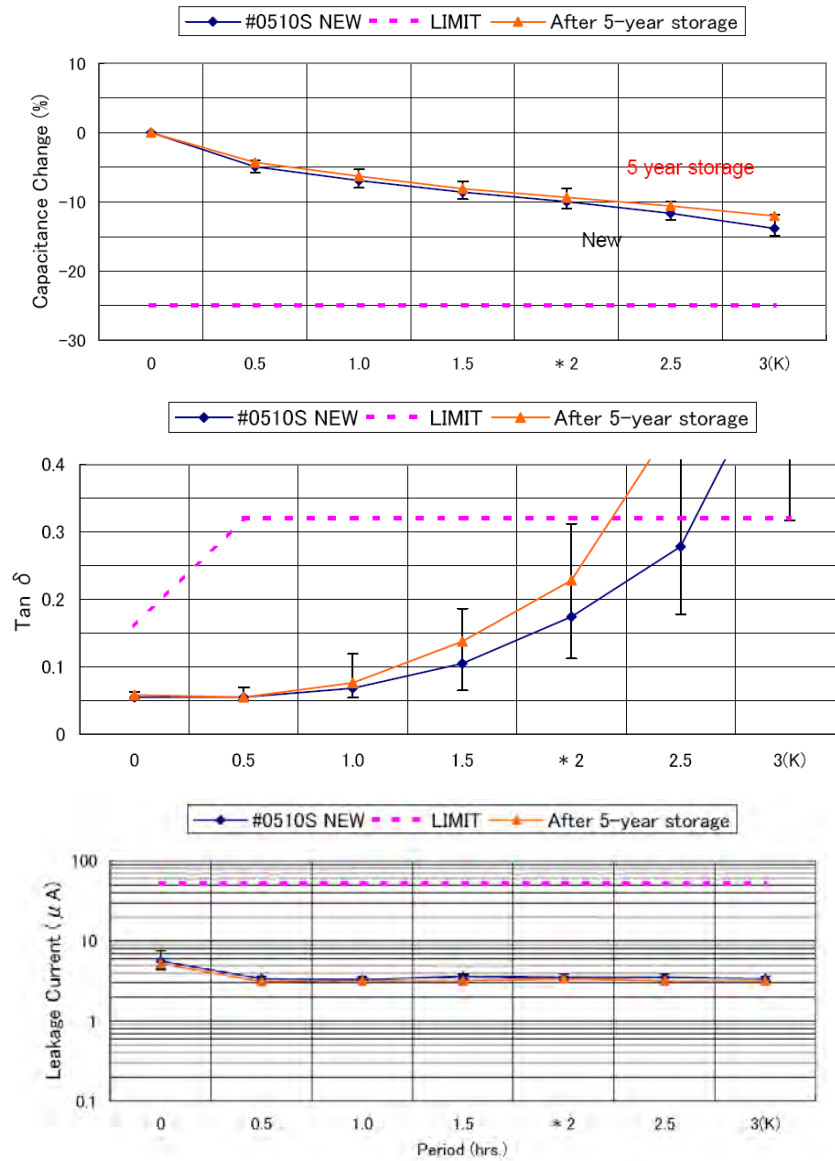 #0510S NEW LIMIT After 5-year storage
10
0
-10
-20
-30
Capacitance Change (%)
5 year storage
New
0 0.5 1.0 1.5 * 2 2.5 3(K)
#0510S NEW LIMIT After 5-year storage
0.4
0.3
0.2
0.1
0
Tan δ
0 0.5 1.0 1.5 * 2 2.5 3(K)
#0510S NEW LIMIT After 5-year storage
100
10
1
0.1
Leakage Current (μA)
0 0.5 1.0 1.5 * 2 2.5 3(K)
Period (hrs.)